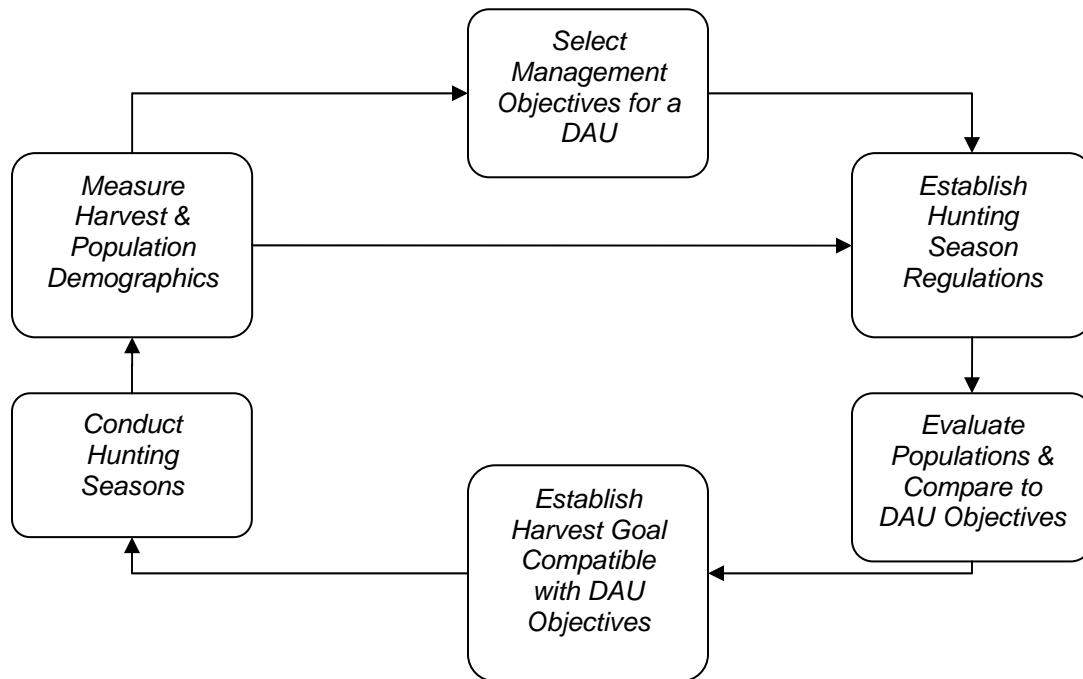 Select
Management
Objectives for a
DAU
Measure
Harvest &
Population
Demographics
Establish
Hunting
Season
Regulations
Conduct
Hunting
Seasons
Establish
Harvest Goal
Compatible
with DAU
Objectives
Evaluate
Populations &
Compare to
DAU Objectives